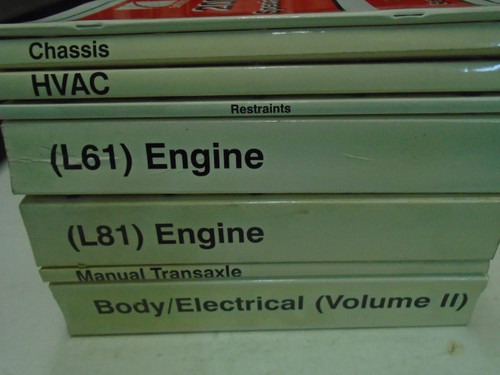 Chassis
HVAC
Restraints
(L61) Engine
(L81) Engine
Manual Transaxle
Body/Electrical (Volume II)